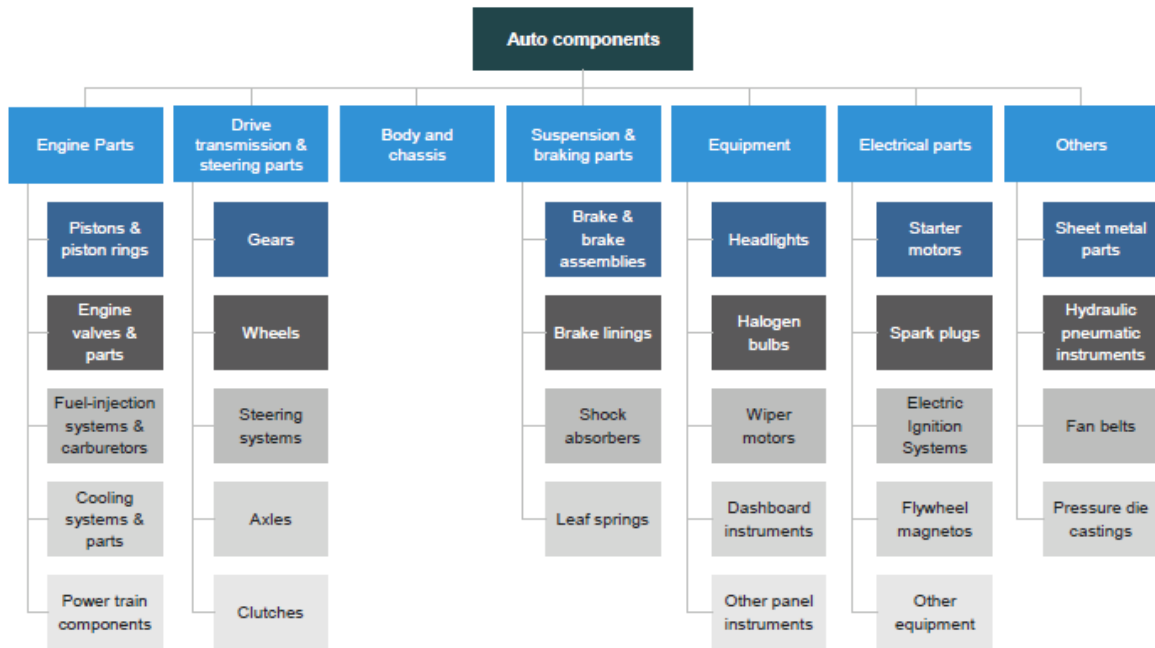 Auto components
Engine Parts
Drive
transmission &
steering parts
Body and
chassis
Suspension &
braking parts
Equipment
Electrical parts
Others
Pistons &
piston rings
Gears
Brake &
brake
assemblies
Headlights
Starter
motors
Sheet metal
parts
Engine
valves &
parts
Wheels
Brake linings
Halogen
bulbs
Spark plugs
Hydraulic
pneumatic
instruments
Fuel-injection
systems &
carburetors
Steering
systems
Shock
absorbers
Wiper
motors
Electric
Ignition
Systems
Fan belts
Cooling
systems &
parts
Axles
Leaf springs
Dashboard
instruments
Flywheel
magnetos
Pressure die
castings
Power train
components
Clutches
Other panel
instruments
Other
equipment